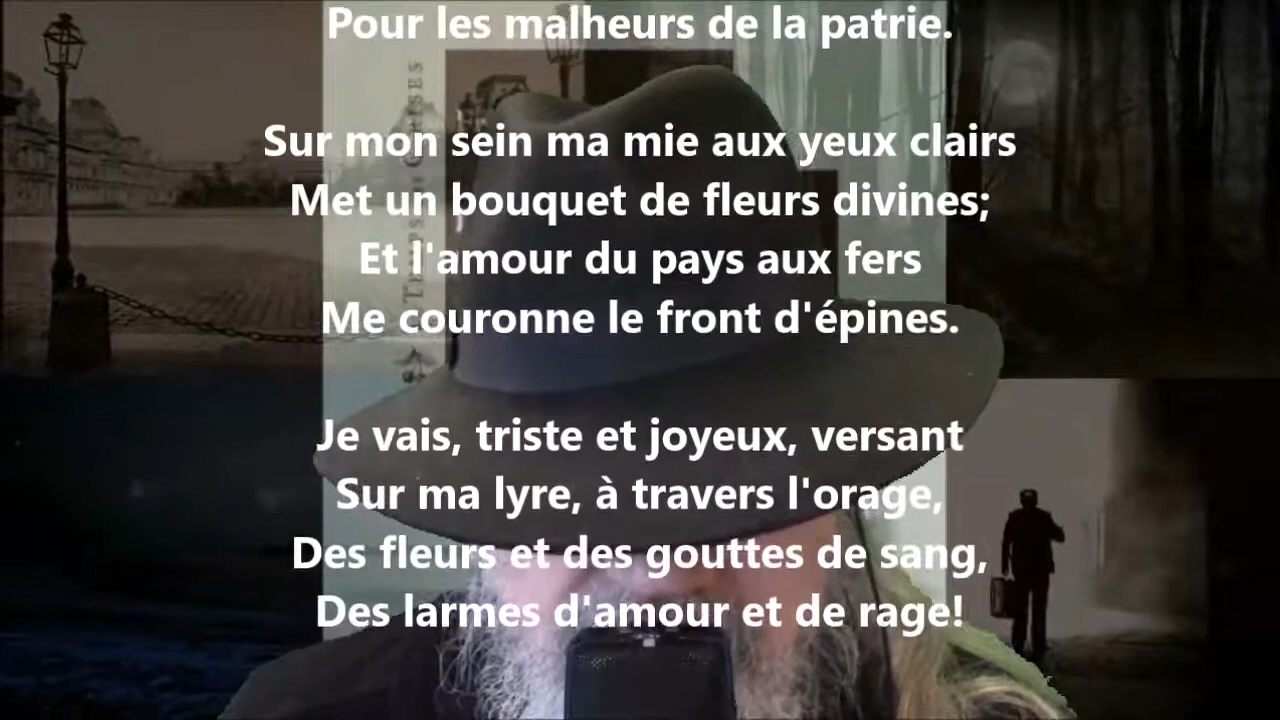 Pour les malheurs de la patrie.
Sur mon sein ma mie aux yeux clairs
Met un bouquet de fleurs divines;
Et l'amour du pays aux fers
Me couronne le front d'épines.
Je vais, triste et joyeux, versant
Sur ma lyre, à travers l'orage,
Des fleurs et des gouttes de sang,
Des larmes d'amour et de rage!